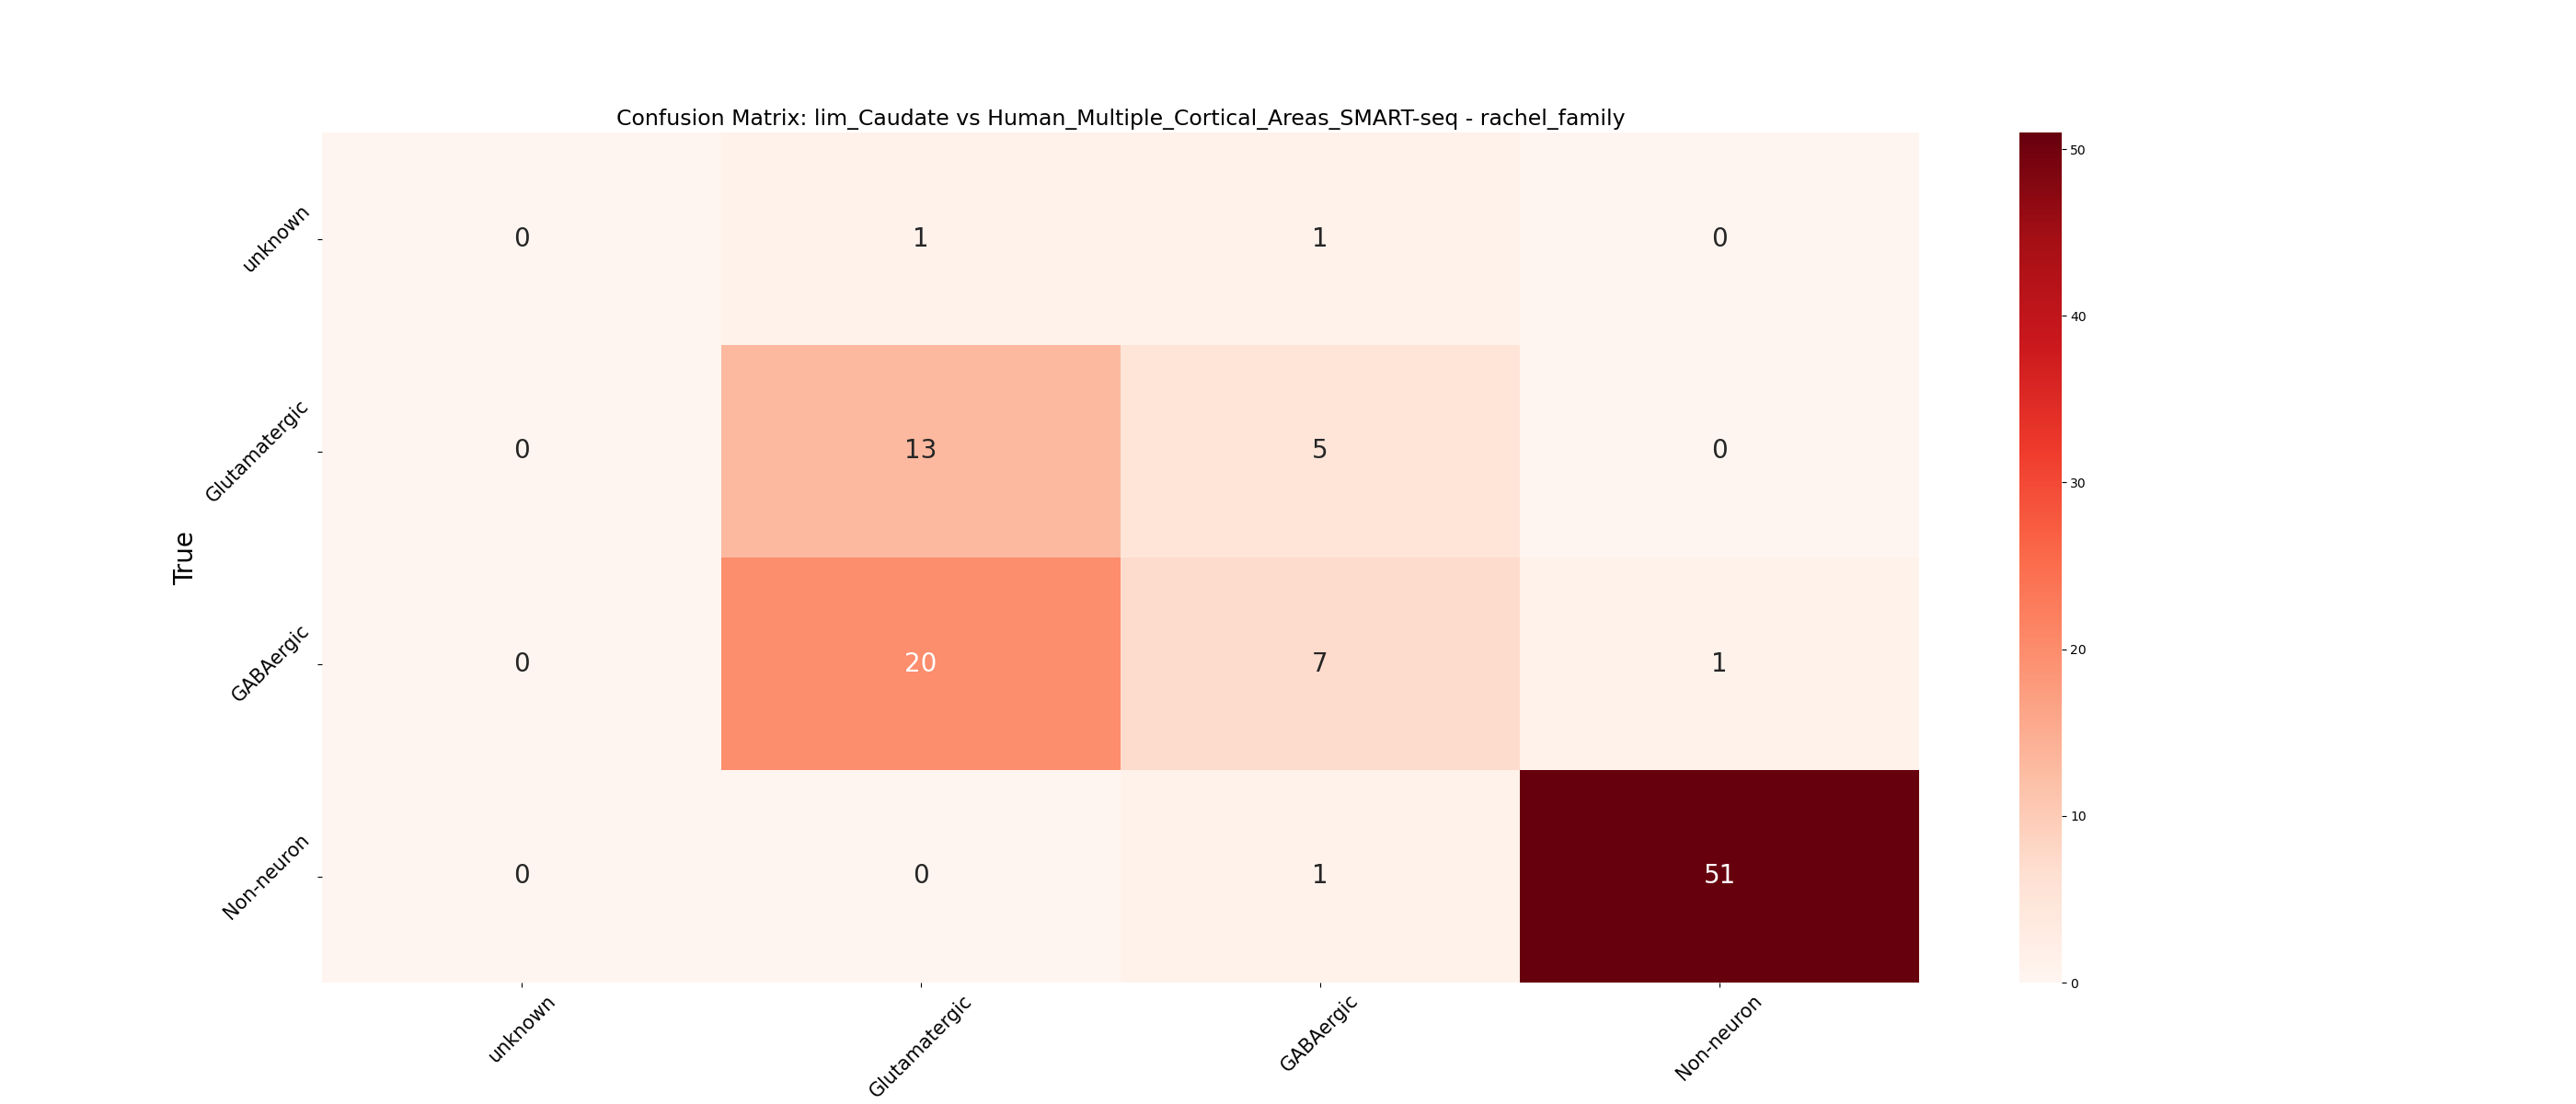 Confusion Matrix: lim_Caudate vs Human_Multiple_Cortical_Areas_SMART-seq - rachel_family
True
unknown
0 1 1 0
Glutamatergic
0 13 5 0
GABAergic
0 20 7 1
Non-neuron
0 0 1 51
unknown Glutamatergic GABAergic Non-neuron
50
40
30
20
10
0